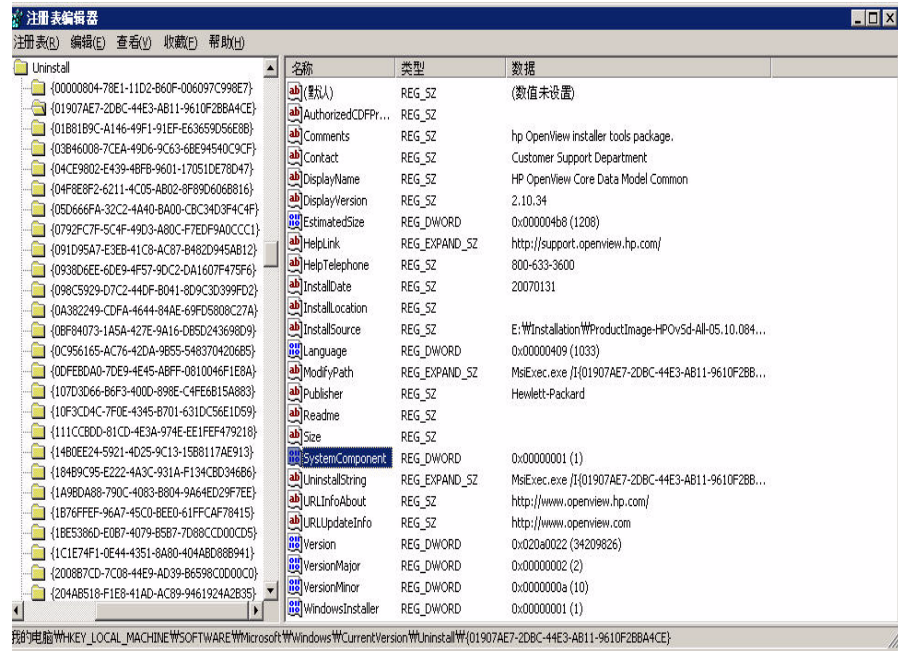 注册表编辑器
注册表(R) 编辑(E) 查看(V) 收藏(F) 帮助(H)
Uninstall
{00000804-78E1-11D2-B60F-006097C998E7}
{01907AE7-2DBC-44E3-AB11-9610F2BBA4CE}
{01B81B9C-A146-49F1-91EF-E63659D56E8B}
{03B46008-7CEA-49D6-9C63-6BE94540C9CF}
{04CE9802-E439-4BFB-9601-17051DE78D47}
{04F8E8F2-6211-4C05-AB02-8F89D606B816}
{05D666FA-32C2-4A40-BA00-CBC34D3F4C4F}
{0792FC7F-5C4F-49D3-A80C-F7EDF9A0CCC1}
{091D95A7-E3EB-41C8-AC87-B482D945AB12}
{0938D6EE-6DE9-4F57-9DC2-DA1607F475F6}
{098C5929-D7C2-44DF-B041-8D9C3D399FD2}
{0A382249-CDFA-4644-84AE-69FD5808C27A}
{0BF84073-1A5A-427E-9A16-DB5D243698D9}
{0C956165-AC76-42DA-9B55-5483704206B5}
{0DFEBDA0-7DE9-4E45-ABFF-0810046F1E8A}
{107D3D66-B6F3-400D-898E-C4FE6B15A883}
{10F3CD4C-7F0E-4345-B701-631DC56E1D59}
{111CCBDD-81CD-4E3A-974E-EE1FEF479218}
{14B0EE24-5921-4D25-9C13-15B8117AE913}
{184B9C95-E222-4A3C-931A-F134CBD346B6}
{1A9BDA88-790C-4083-B804-9A64ED29F7EE}
{1B76FFEF-96A7-45C0-BEE0-61FFCAF78415}
{1BE5386D-E0B7-4079-B5B7-7D88CCD00CD5}
{1C1E74F1-0E44-4351-8A80-404ABD88B941}
{2008B7CD-7C08-44E9-AD39-B6598C0D00C0}
{204AB518-F1E8-41AD-AC89-9461924A2B35}
名称 类型 数据
(默认) REG_SZ (数值未设置)
AuthorizedCDFPr... REG_SZ
Comments REG_SZ hp OpenView installer tools package.
Contact REG_SZ Customer Support Department
DisplayName REG_SZ HP OpenView Core Data Model Common
DisplayVersion REG_SZ 2.10.34
EstimatedSize REG_DWORD 0x000004b8 (1208)
HelpLink REG_EXPAND_SZ http://support.openview.hp.com/
HelpTelephone REG_SZ 800-633-3600
InstallDate REG_SZ 20070131
InstallLocation REG_SZ
InstallSource REG_SZ E:₩Installation₩ProductImage-HPOvSd-All-05.10.084...
Language REG_DWORD 0x00000409 (1033)
ModifyPath REG_EXPAND_SZ MsiExec.exe /I{01907AE7-2DBC-44E3-AB11-9610F2BB...
Publisher REG_SZ Hewlett-Packard
Readme REG_SZ
Size REG_SZ
SystemComponent REG_DWORD 0x00000001 (1)
UninstallString REG_EXPAND_SZ MsiExec.exe /I{01907AE7-2DBC-44E3-AB11-9610F2BB...
URLInfoAbout REG_SZ http://www.openview.hp.com/
URLUpdateInfo REG_SZ http://www.openview.com
Version REG_DWORD 0x020a0022 (34209826)
VersionMajor REG_DWORD 0x00000002 (2)
VersionMinor REG_DWORD 0x0000000a (10)
WindowsInstaller REG_DWORD 0x00000001 (1)
我的电脑₩HKEY_LOCAL_MACHINE₩SOFTWARE₩Microsoft₩Windows₩CurrentVersion₩Uninstall₩{01907AE7-2DBC-44E3-AB11-9610F2BBA4CE}